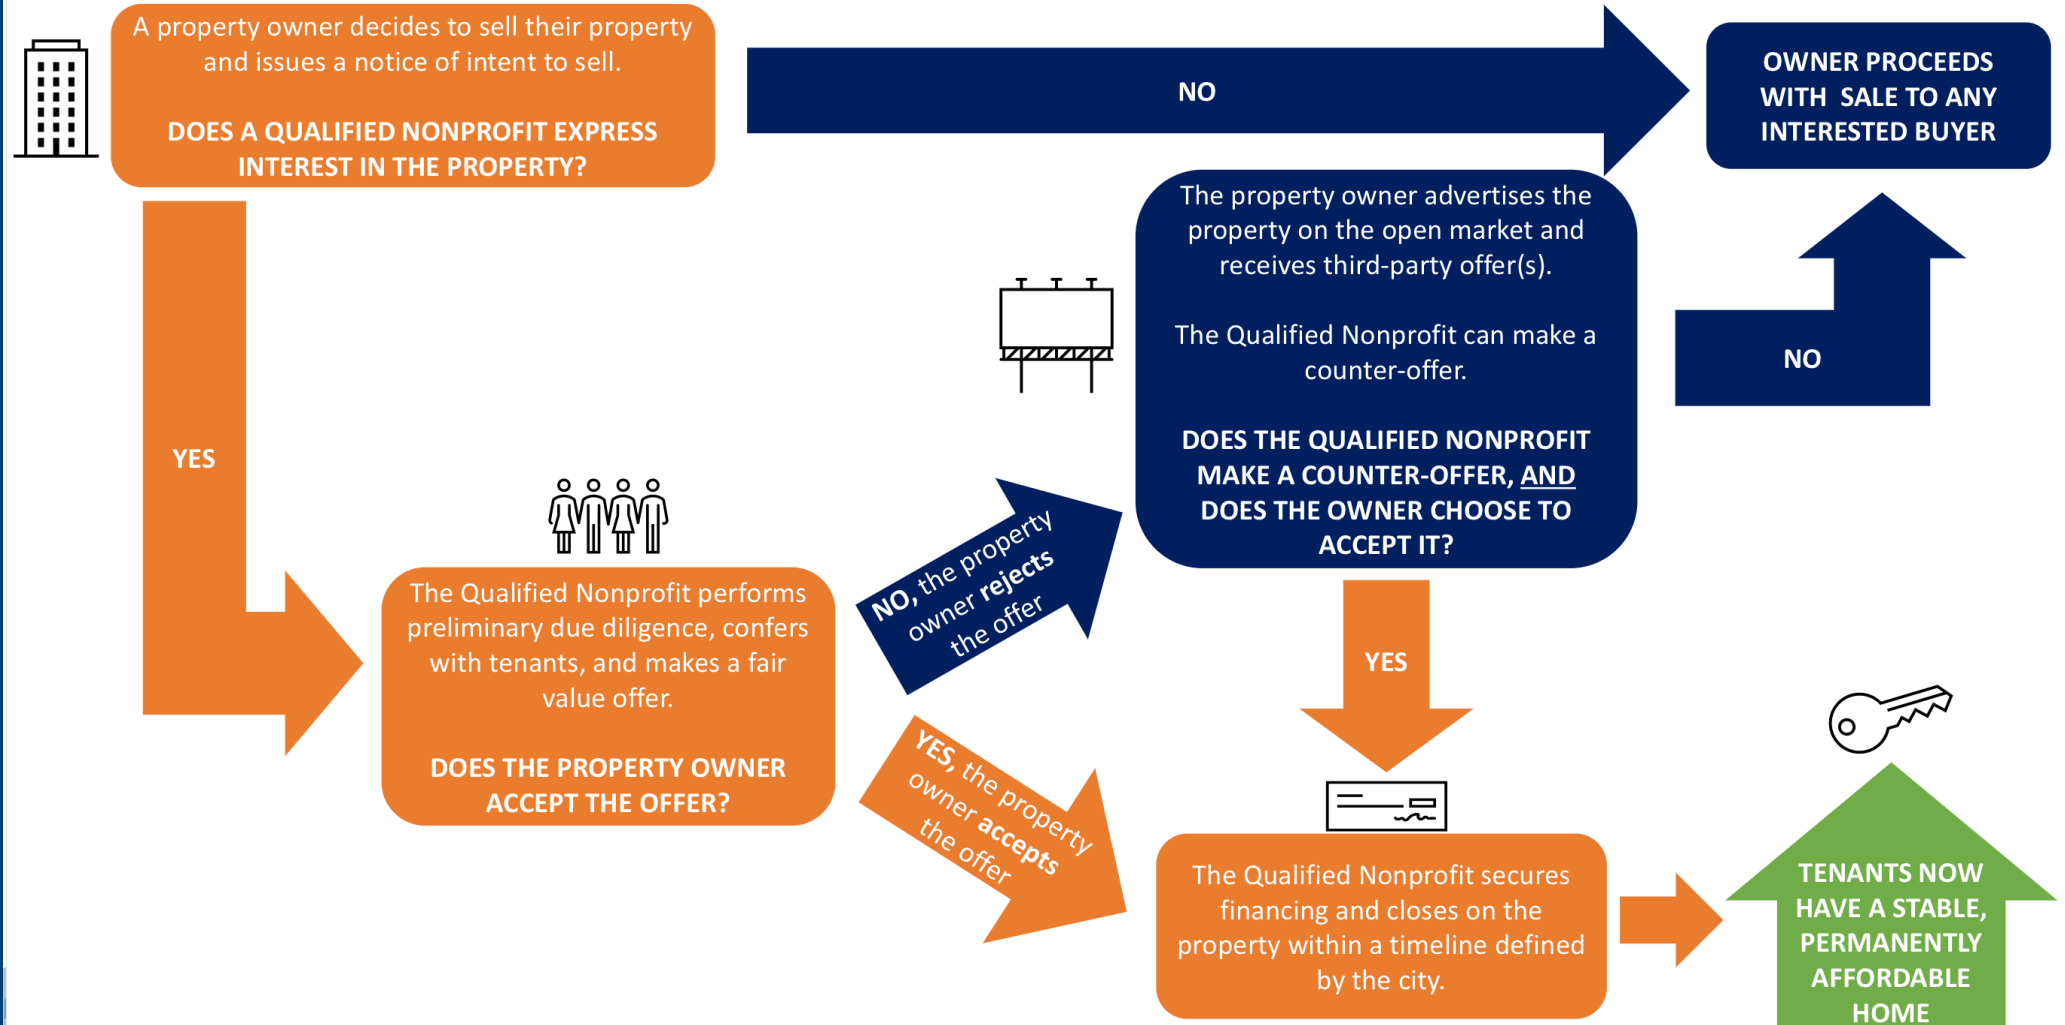 A property owner decides to sell their property
and issues a notice of intent to sell.
DOES A QUALIFIED NONPROFIT EXPRESS
INTEREST IN THE PROPERTY?
NO
OWNER PROCEEDS
WITH SALE TO ANY
INTERESTED BUYER
The property owner advertises the
property on the open market and
receives third-party offer(s).
The Qualified Nonprofit can make a
counter-offer.
DOES THE QUALIFIED NONPROFIT
MAKE A COUNTER-OFFER, AND
DOES THE OWNER CHOOSE TO
ACCEPT IT?
NO
YES
The Qualified Nonprofit performs
preliminary due diligence, confers
with tenants, and makes a fair
value offer.
DOES THE PROPERTY OWNER
ACCEPT THE OFFER?
NO, the property
owner rejects
the offer
YES, the property
owner accepts
the offer
YES
The Qualified Nonprofit secures
financing and closes on the
property within a timeline defined
by the city.
TENANTS NOW
HAVE A STABLE,
PERMANENTLY
AFFORDABLE
HOME